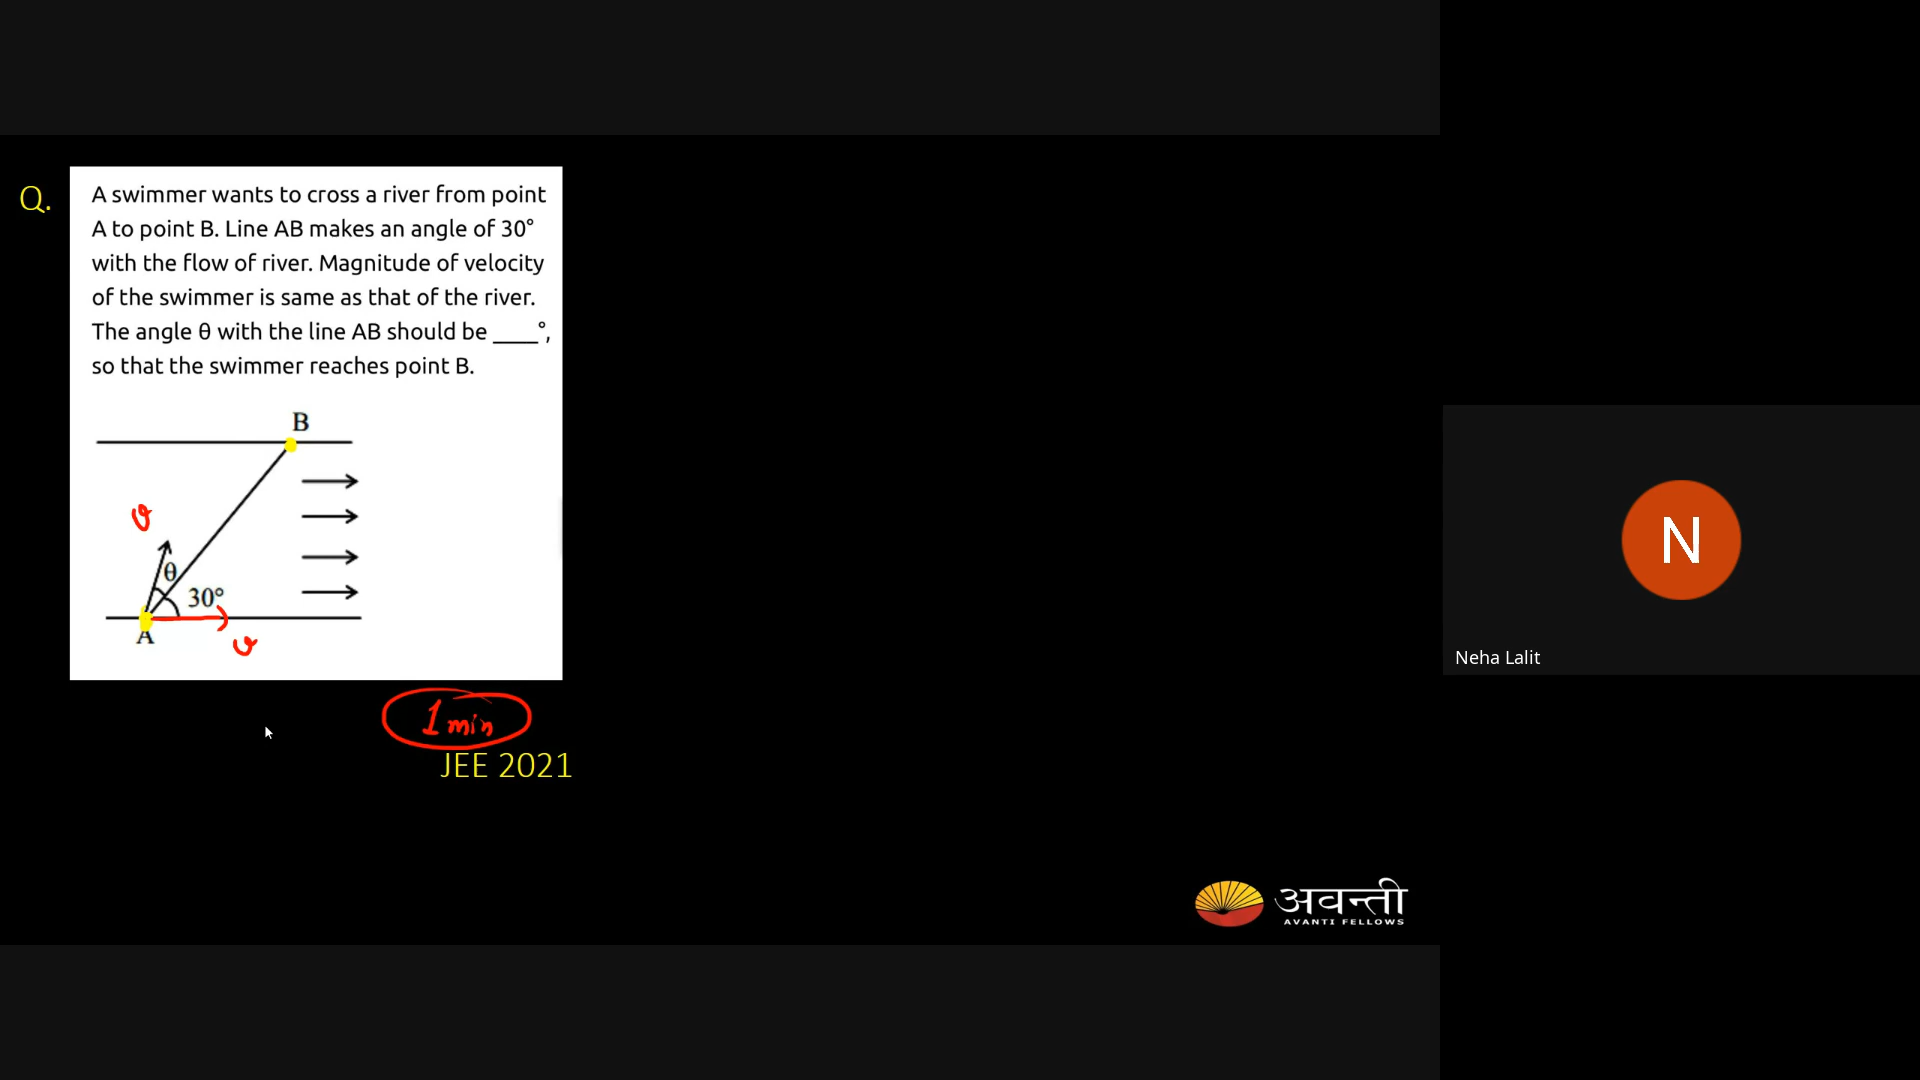 Q.
A swimmer wants to cross a river from point
A to point B. Line AB makes an angle of 30°
with the flow of river. Magnitude of velocity
of the swimmer is same as that of the river.
The angle θ with the line AB should be ____°,
so that the swimmer reaches point B.
B
v
θ
30°
A
v
1 min
JEE 2021
N
Neha Lalit
अवन्ती
AVANTI FELLOWS